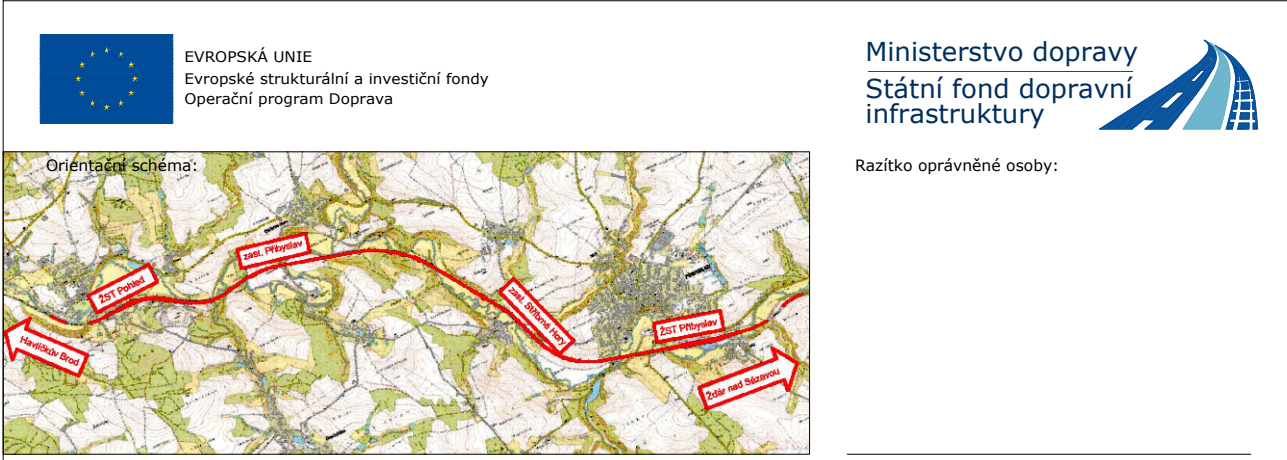 EVROPSKÁ UNIE
Evropské strukturální a investiční fondy
Operační program Doprava
Ministerstvo dopravy
Státní fond dopravní
infrastruktury
Orientační schéma:
Razítko oprávněné osoby:
zast. Přibyslav
ŽST Pohled
zast. Stříbrné Hory
ŽST Přibyslav
Havlíčkův Brod
Ždár nad Sázavou